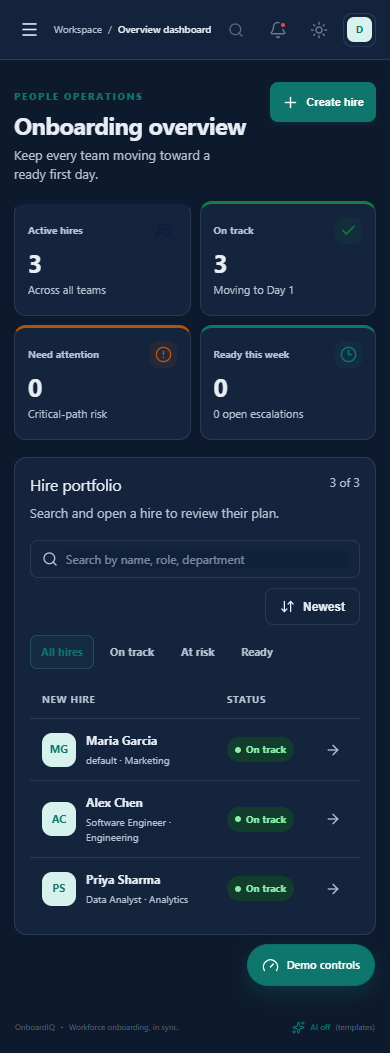 Workspace / Overview dashboard
D
PEOPLE OPERATIONS
Create hire
Onboarding overview
Keep every team moving toward a
ready first day.
Active hires
3
Across all teams
On track
3
Moving to Day 1
Need attention
0
Critical-path risk
Ready this week
0
0 open escalations
Hire portfolio
3 of 3
Search and open a hire to review their plan.
Search by name, role, department
Newest
All hires On track At risk Ready
NEW HIRE STATUS
MG
Maria Garcia
default · Marketing
On track
AC
Alex Chen
Software Engineer ·
Engineering
On track
PS
Priya Sharma
Data Analyst · Analytics
On track
Demo controls
OnboardIQ · Workforce onboarding, in sync.
AI off (templates)